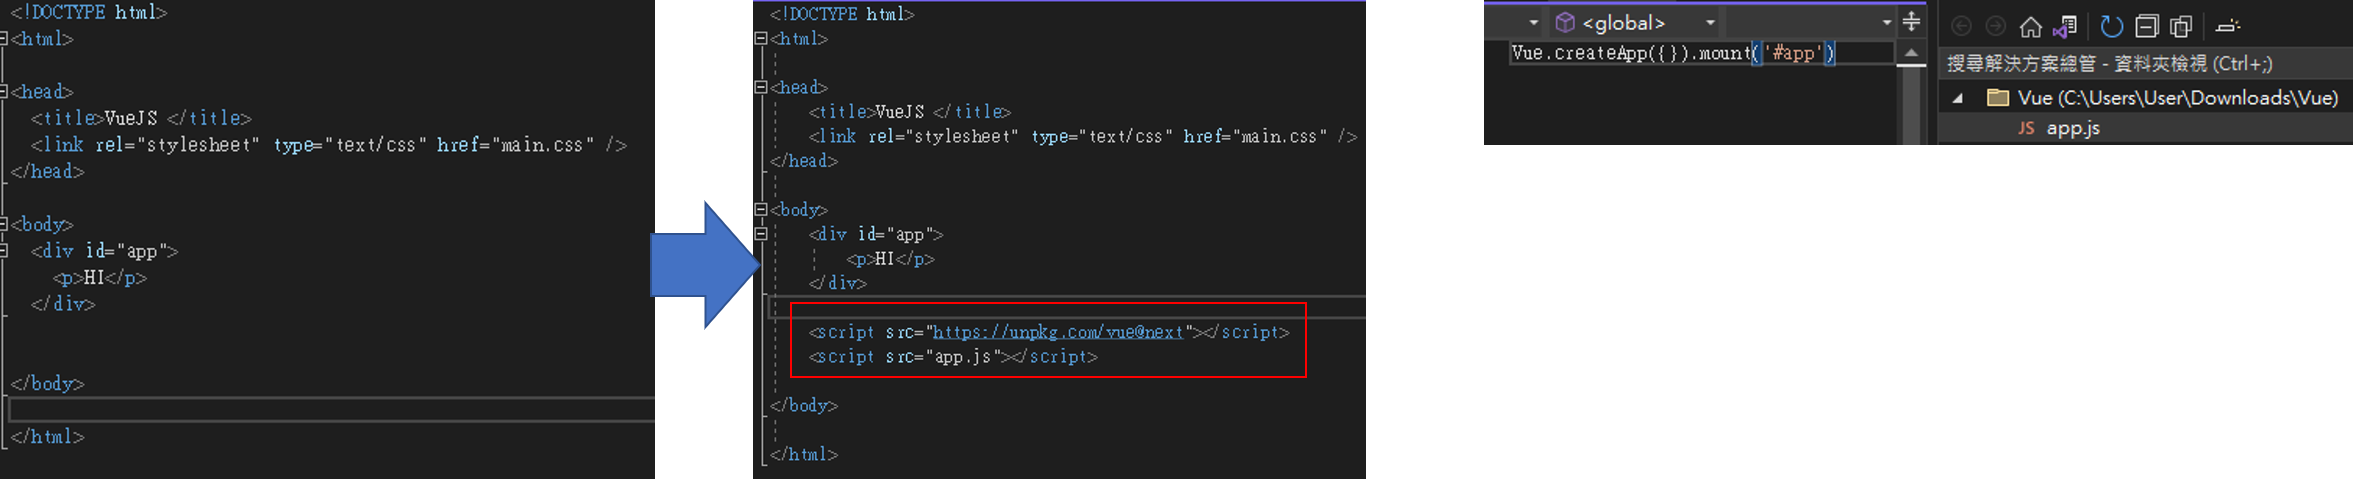 <!DOCTYPE html>
<html>
<head>
<title>VueJS </title>
<link rel="stylesheet" type="text/css" href="main.css" />
</head>
<body>
<div id="app">
<p>HI</p>
</div>
</body>
</html>
<!DOCTYPE html>
<html>
<head>
<title>VueJS </title>
<link rel="stylesheet" type="text/css" href="main.css" />
</head>
<body>
<div id="app">
<p>HI</p>
</div>
<script src="https://unpkg.com/vue@next"></script>
<script src="app.js"></script>
</body>
</html>
<global>
Vue.createApp({}).mount('#app')
搜尋解決方案總管 - 資料夾檢視 (Ctrl+;)
Vue (C:\Users\User\Downloads\Vue)
JS app.js